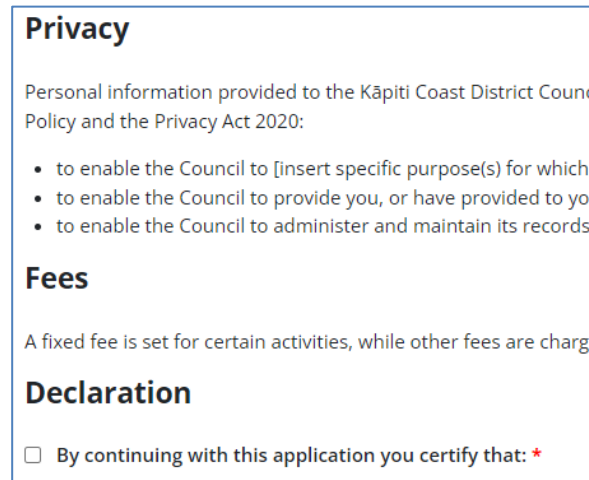 Privacy
Personal information provided to the Kāpiti Coast District
Policy and the Privacy Act 2020:
• to enable the Council to [insert specific purpose(s) for which
• to enable the Council to provide you, or have provided to
• to enable the Council to administer and maintain its records
Fees
A fixed fee is set for certain activities, while other fees are
Declaration
By continuing with this application you certify that: *